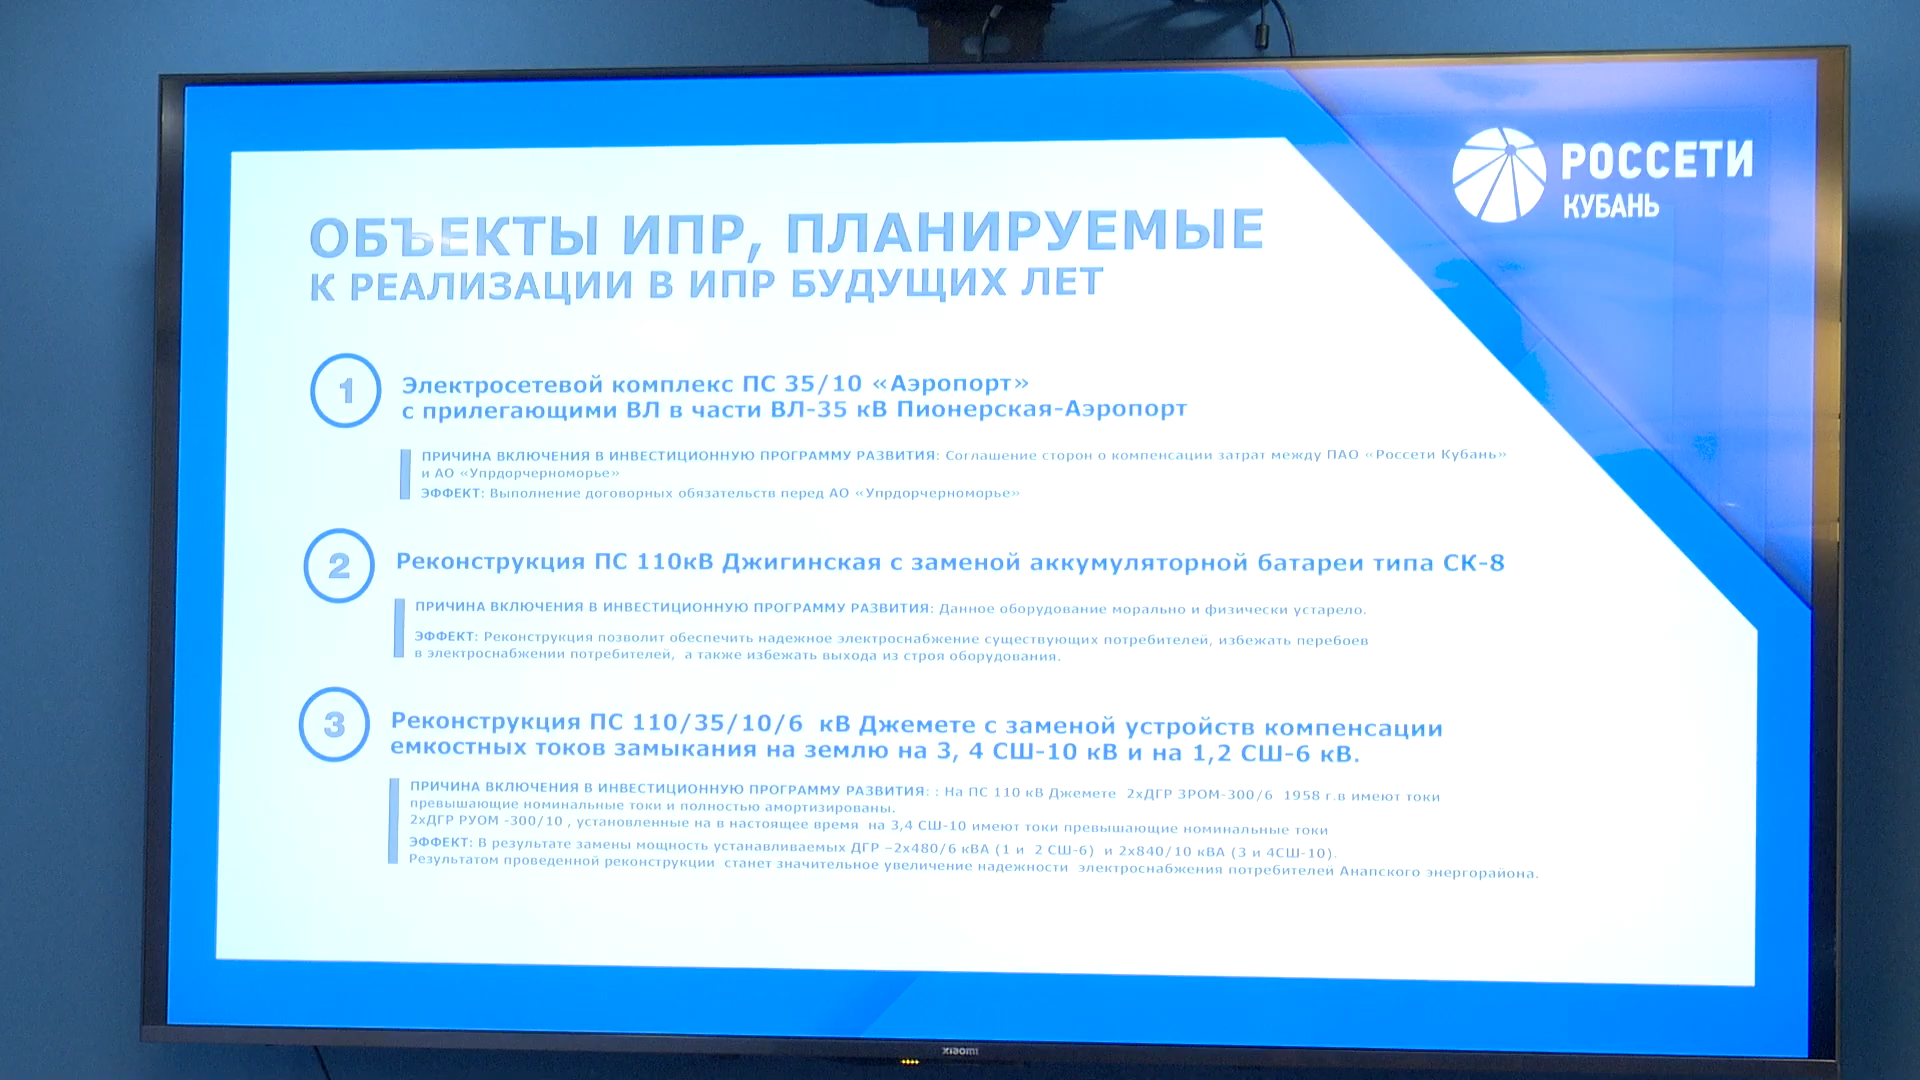 РОССЕТИ
КУБАНЬ
ОБЪЕКТЫ ИПР, ПЛАНИРУЕМЫЕ
К РЕАЛИЗАЦИИ В ИПР БУДУЩИХ ЛЕТ
1
Электросетевой комплекс ПС 35/10 «Аэропорт»
с прилегающими ВЛ в части ВЛ-35 кВ Пионерская-Аэропорт
ПРИЧИНА ВКЛЮЧЕНИЯ В ИНВЕСТИЦИОННУЮ ПРОГРАММУ РАЗВИТИЯ: Соглашение сторон о компенсации затрат между ПАО «Россети Кубань»
и АО «Упрдорчерноморье»
ЭФФЕКТ: Выполнение договорных обязательств перед АО «Упрдорчерноморье»
2
Реконструкция ПС 110кВ Джигинская с заменой аккумуляторной батареи типа СК-8
ПРИЧИНА ВКЛЮЧЕНИЯ В ИНВЕСТИЦИОННУЮ ПРОГРАММУ РАЗВИТИЯ: Данное оборудование морально и физически устарело.
ЭФФЕКТ: Реконструкция позволит обеспечить надежное электроснабжение существующих потребителей, избежать перебоев
в электроснабжении потребителей, а также избежать выхода из строя оборудования.
3
Реконструкция ПС 110/35/10/6 кВ Джемете с заменой устройств компенсации
емкостных токов замыкания на землю на 3, 4 СШ-10 кВ и на 1,2 СШ-6 кВ.
ПРИЧИНА ВКЛЮЧЕНИЯ В ИНВЕСТИЦИОННУЮ ПРОГРАММУ РАЗВИТИЯ: : На ПС 110 кВ Джемете 2хДГР ЗРОМ-300/6 1958 г.в имеют токи
превышающие номинальные токи и полностью амортизированы.
2хДГР РУОМ -300/10 , установленные на в настоящее время на 3,4 СШ-10 имеют токи превышающие номинальные токи
ЭФФЕКТ: В результате замены мощность устанавливаемых ДГР –2х480/6 кВА (1 и 2 СШ-6) и 2х840/10 кВА (3 и 4СШ-10).
Результатом проведенной реконструкции станет значительное увеличение надежности электроснабжения потребителей Анапского энергорайона.
xiaomi